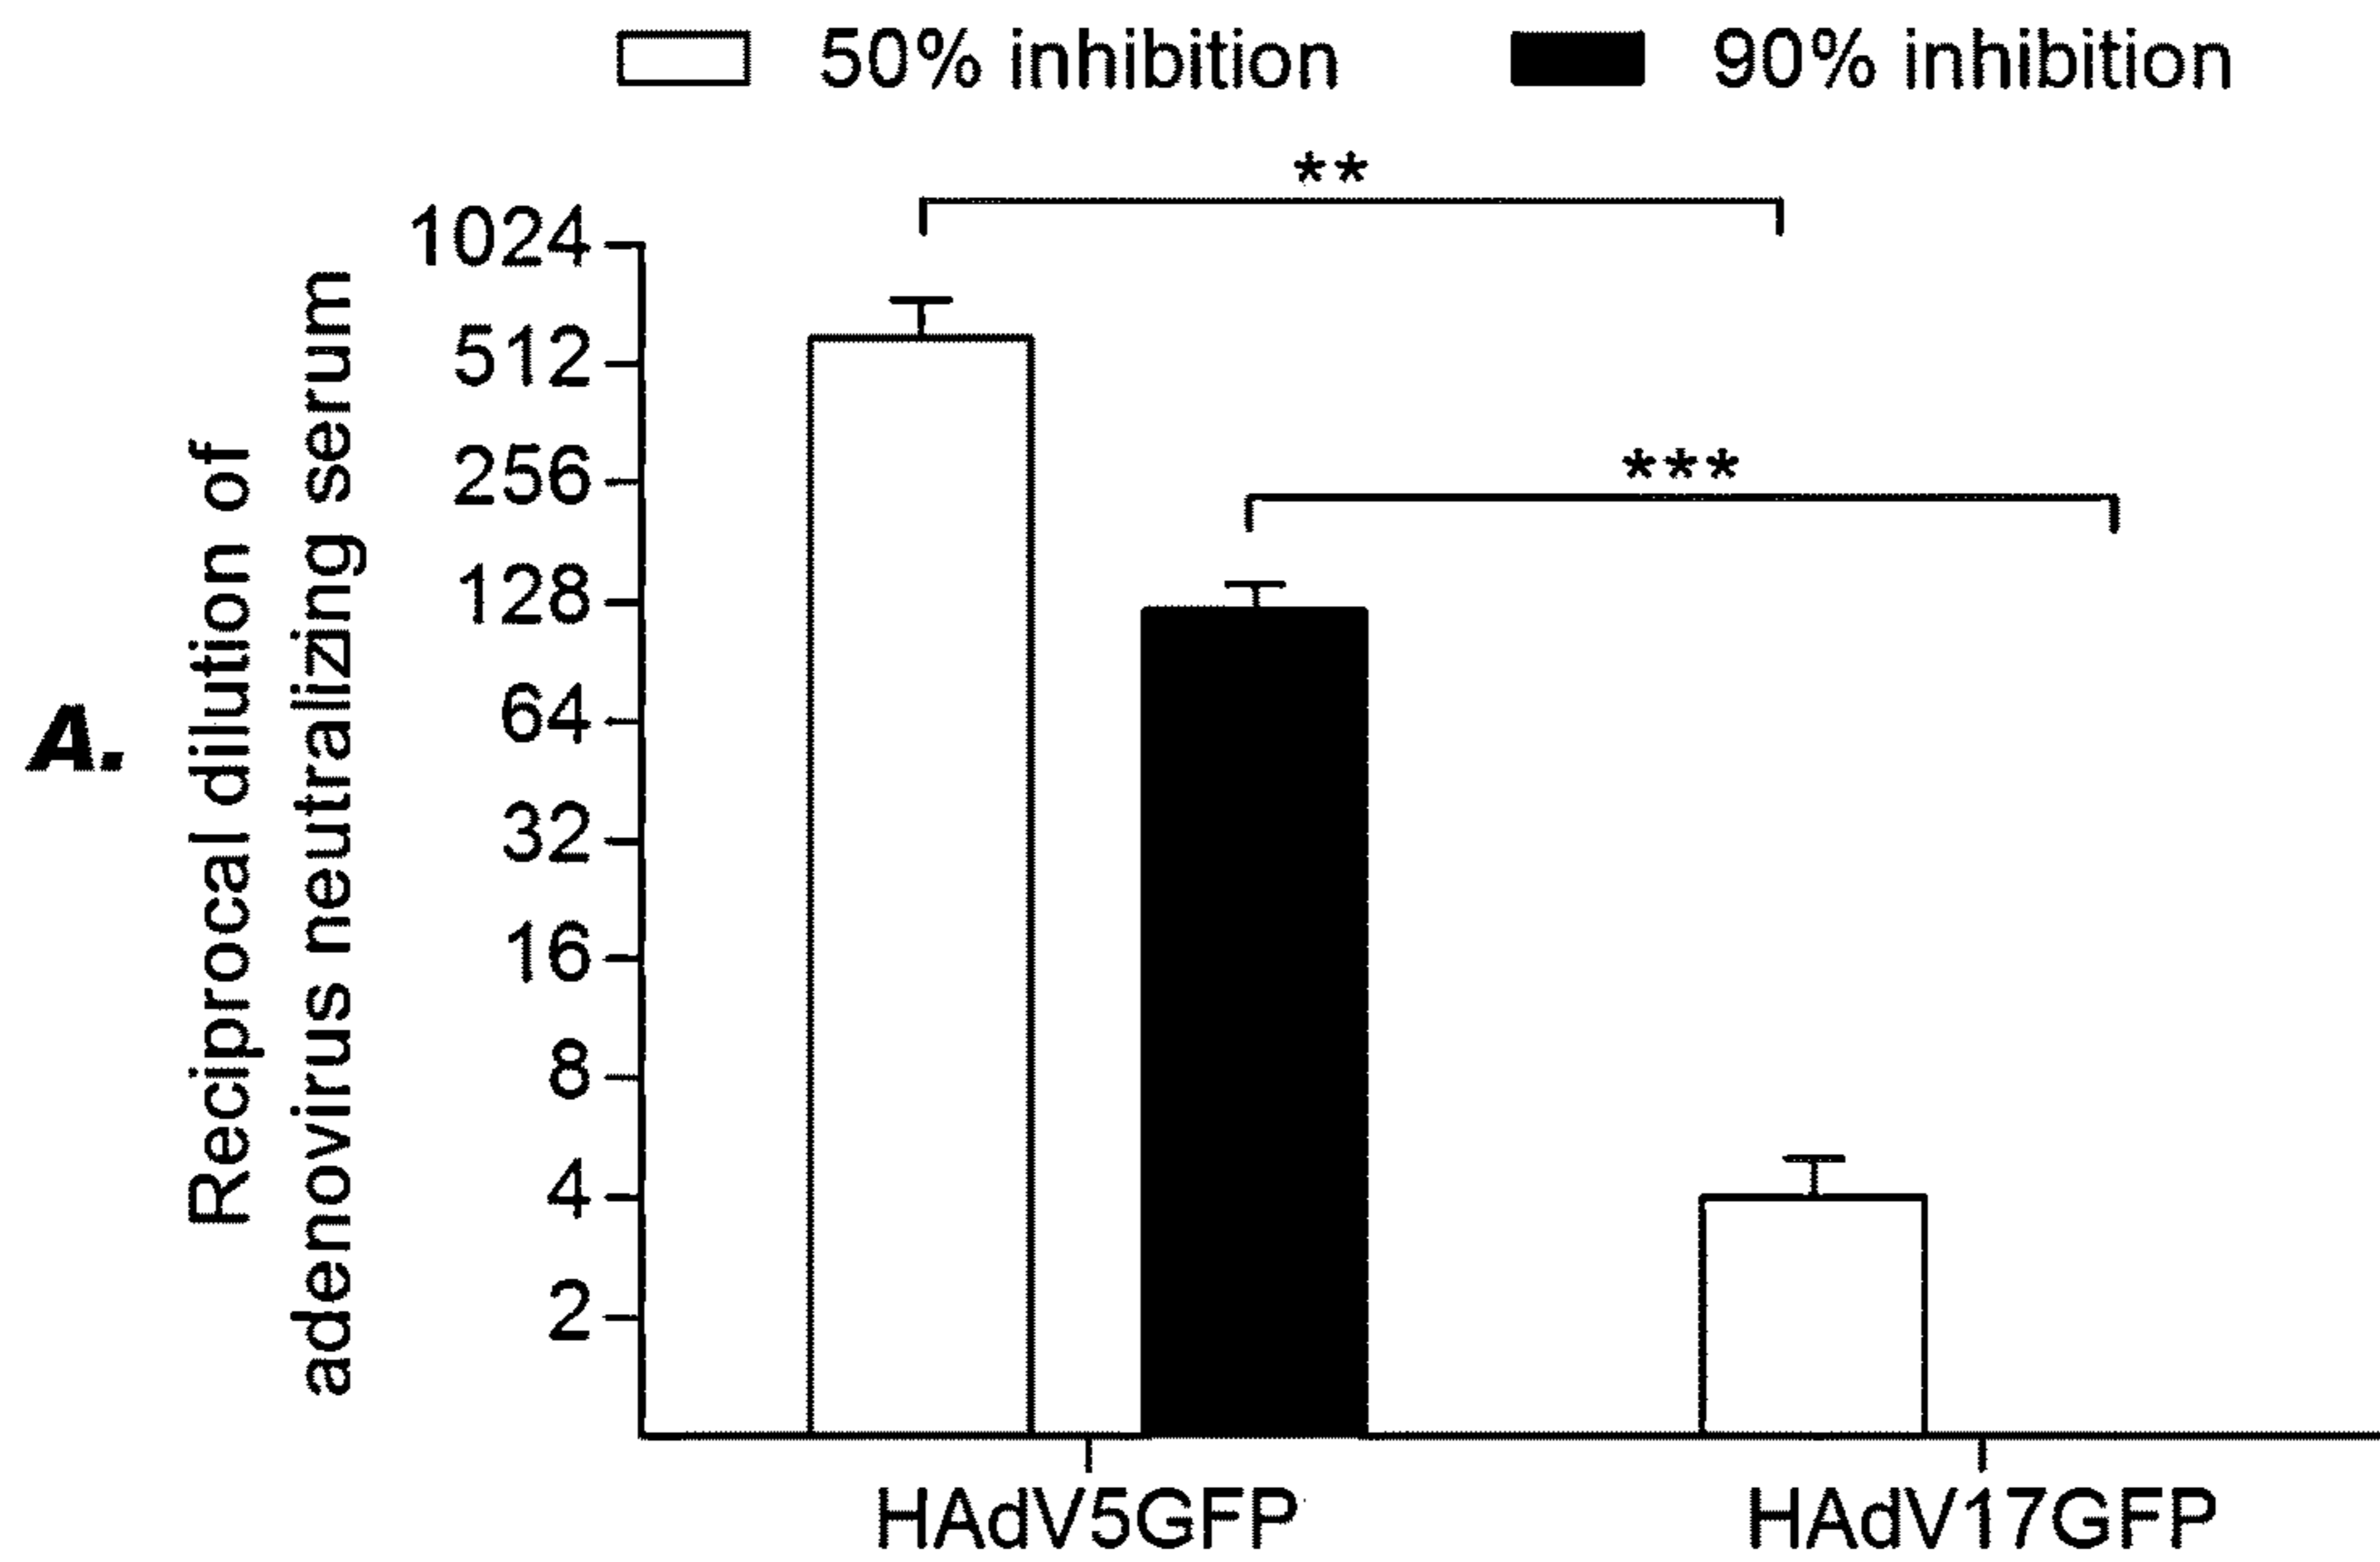 50% inhibition 90% inhibition
**
1024
512
256
***
128
64
32
16
8
4
2
A.
Reciprocal dilution of
adenovirus neutralizing serum
HAdV5GFP HAdV17GFP